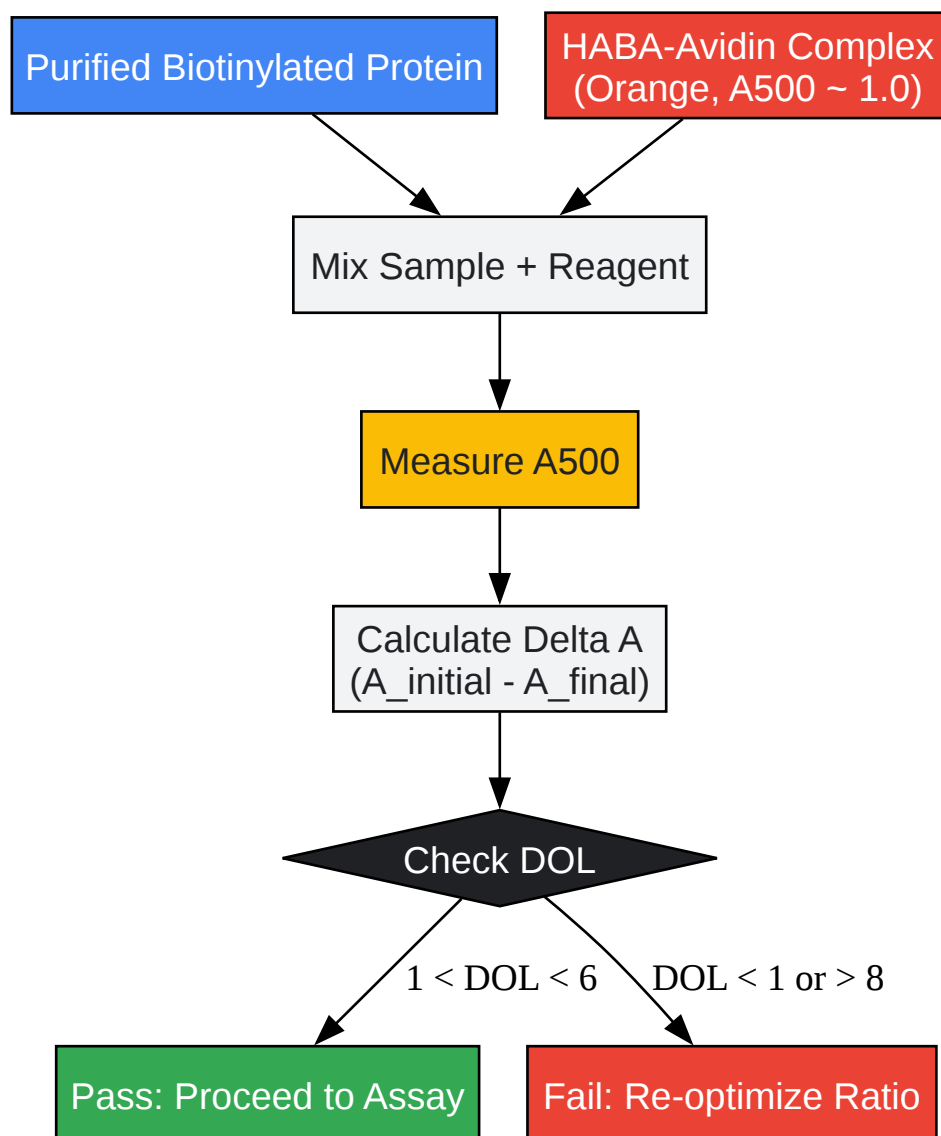 Purified Biotinylated Protein
HABA-Avidin Complex
(Orange, A500 ~ 1.0)
Mix Sample + Reagent
Measure A500
Calculate Delta A
(A_initial - A_final)
Check DOL
1 < DOL < 6
DOL < 1 or > 8
Pass: Proceed to Assay
Fail: Re-optimize Ratio